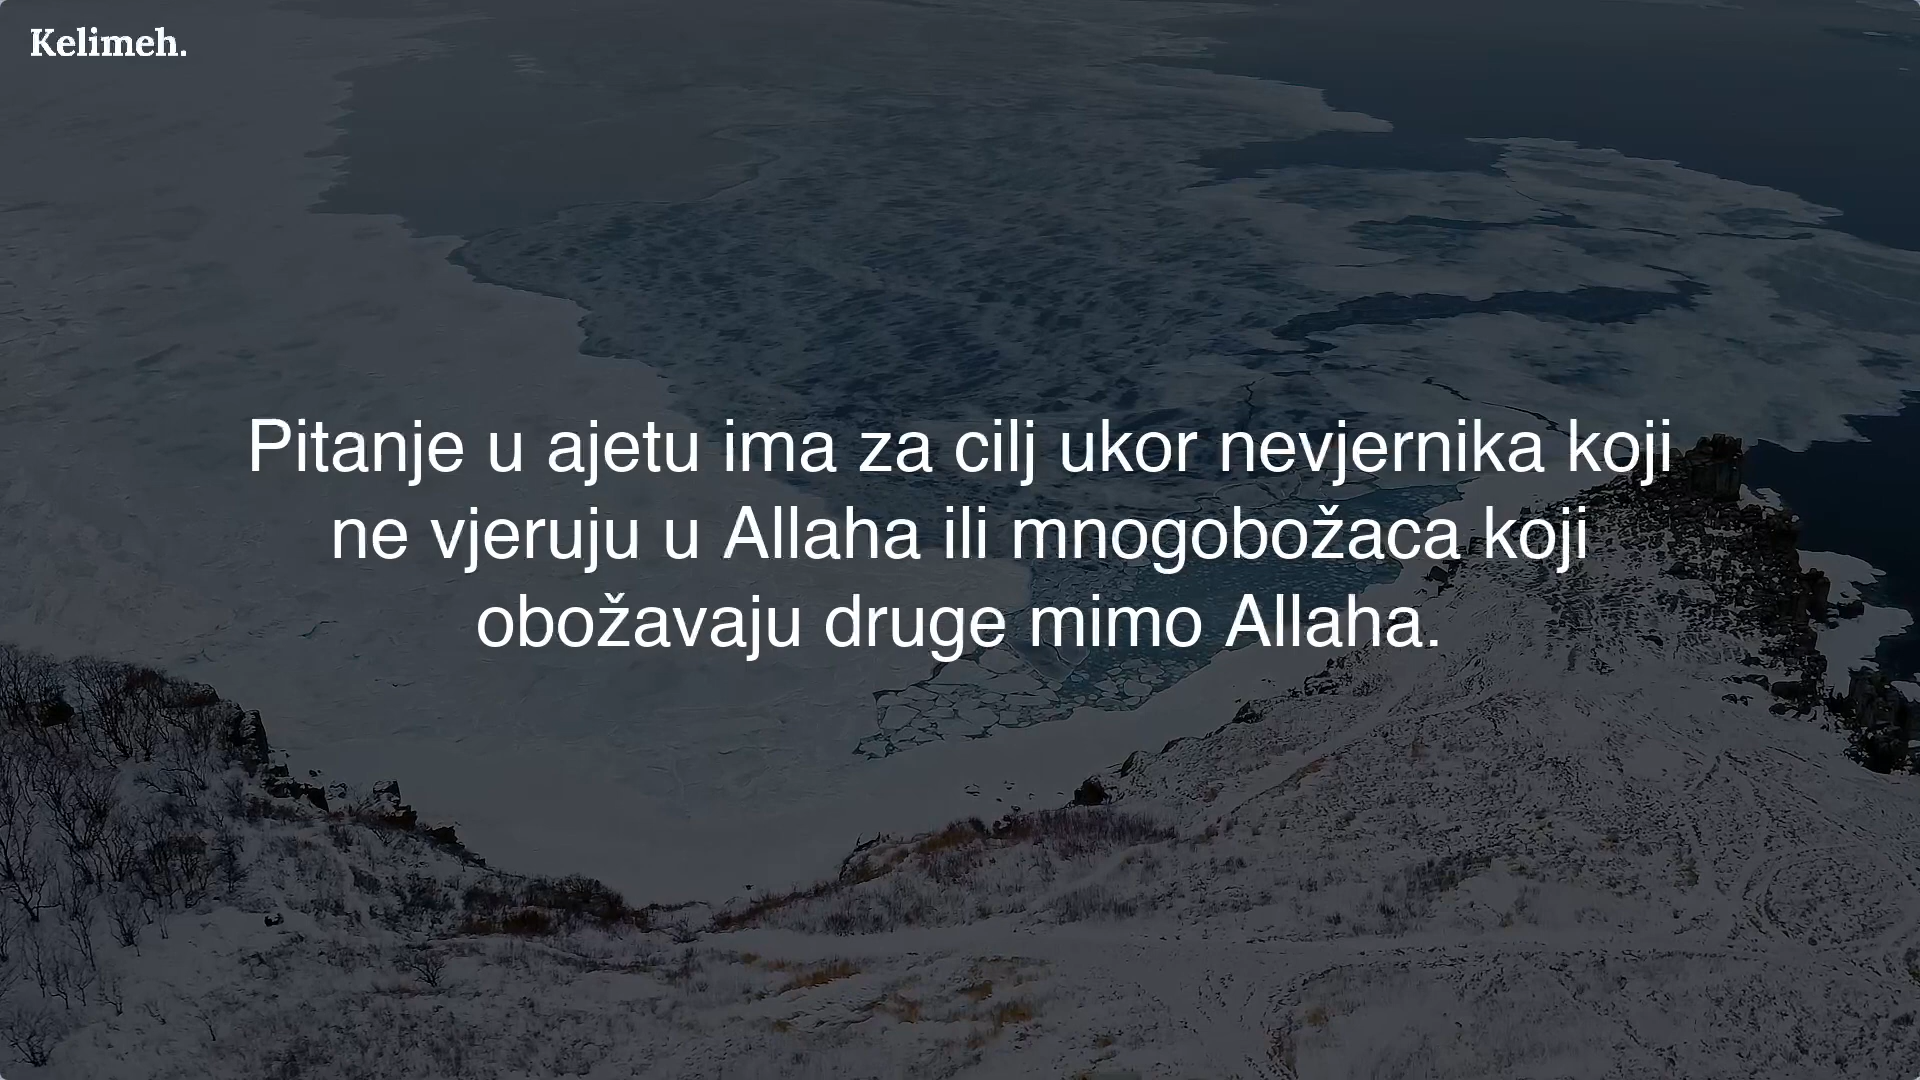 Kelimeh.
Pitanje u ajetu ima za cilj ukor nevjernika koji
ne vjeruju u Allaha ili mnogobožaca koji
obožavaju druge mimo Allaha.